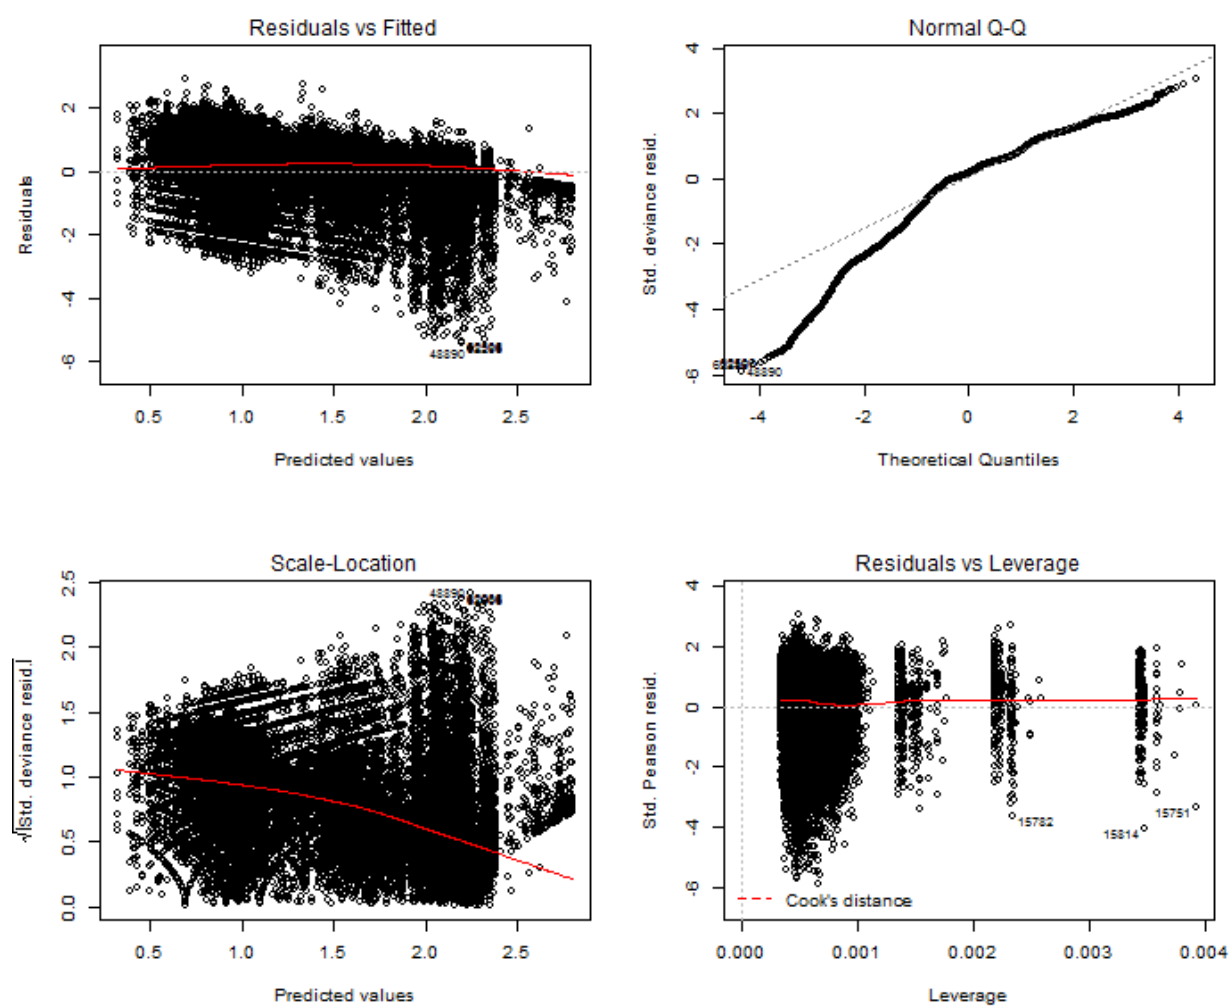 Residuals vs Fitted
Residuals
2
0
-2
-4
-6
48890
0.5 1.0 1.5 2.0 2.5
Predicted values
Normal Q-Q
Std. deviance resid.
4
2
0
-2
-4
-6
48890
-4 -2 0 2 4
Theoretical Quantiles
Scale-Location
√|Std. deviance resid.|
2.5
2.0
1.5
1.0
0.5
0.0
48890
0.5 1.0 1.5 2.0 2.5
Predicted values
Residuals vs Leverage
Std. Pearson resid.
4
2
0
-2
-4
-6
15782
15814
15751
Cook's distance
0.000 0.001 0.002 0.003 0.004
Leverage